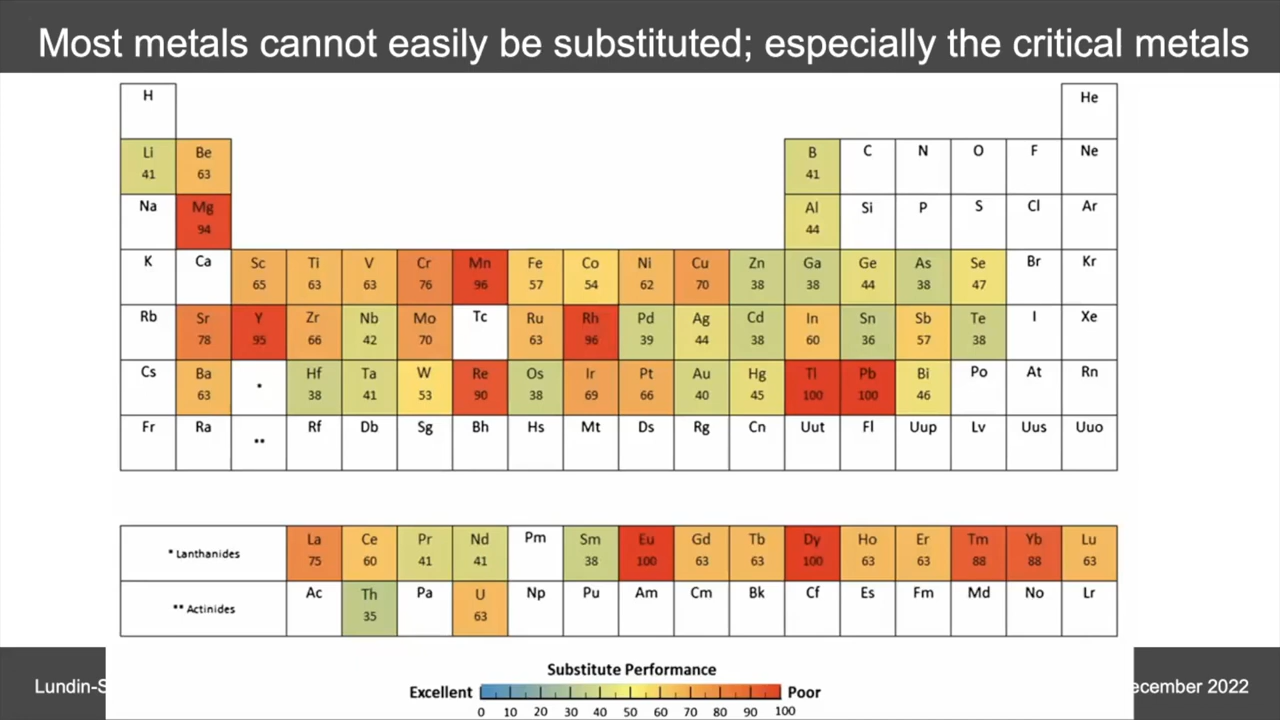 Most metals cannot easily be substituted; especially the critical metals
H He
Li Be B C N O F Ne
41 63 41
Na Mg Al Si P S Cl Ar
94 44
K Ca Sc Ti V Cr Mn Fe Co Ni Cu Zn Ga Ge As Se Br Kr
65 63 63 76 96 57 54 62 70 38 38 44 38 47
Rb Sr Y Zr Nb Mo Tc Ru Rh Pd Ag Cd In Sn Sb Te I Xe
78 95 66 42 70 63 96 39 44 38 60 36 57 38
Cs Ba * Hf Ta W Re Os Ir Pt Au Hg Tl Pb Bi Po At Rn
63 38 41 53 90 38 69 66 40 45 100 100 46
Fr Ra ** Rf Db Sg Bh Hs Mt Ds Rg Cn Uut Fl Uup Lv Uus Uuo
* Lanthanides La Ce Pr Nd Pm Sm Eu Gd Tb Dy Ho Er Tm Yb Lu
75 60 41 41 38 100 63 63 100 63 63 88 88 63
** Actinides Ac Th Pa U Np Pu Am Cm Bk Cf Es Fm Md No Lr
35 63
Substitute Performance
Excellent Poor
0 10 20 30 40 50 60 70 80 90 100
Lundin-S ecember 2022